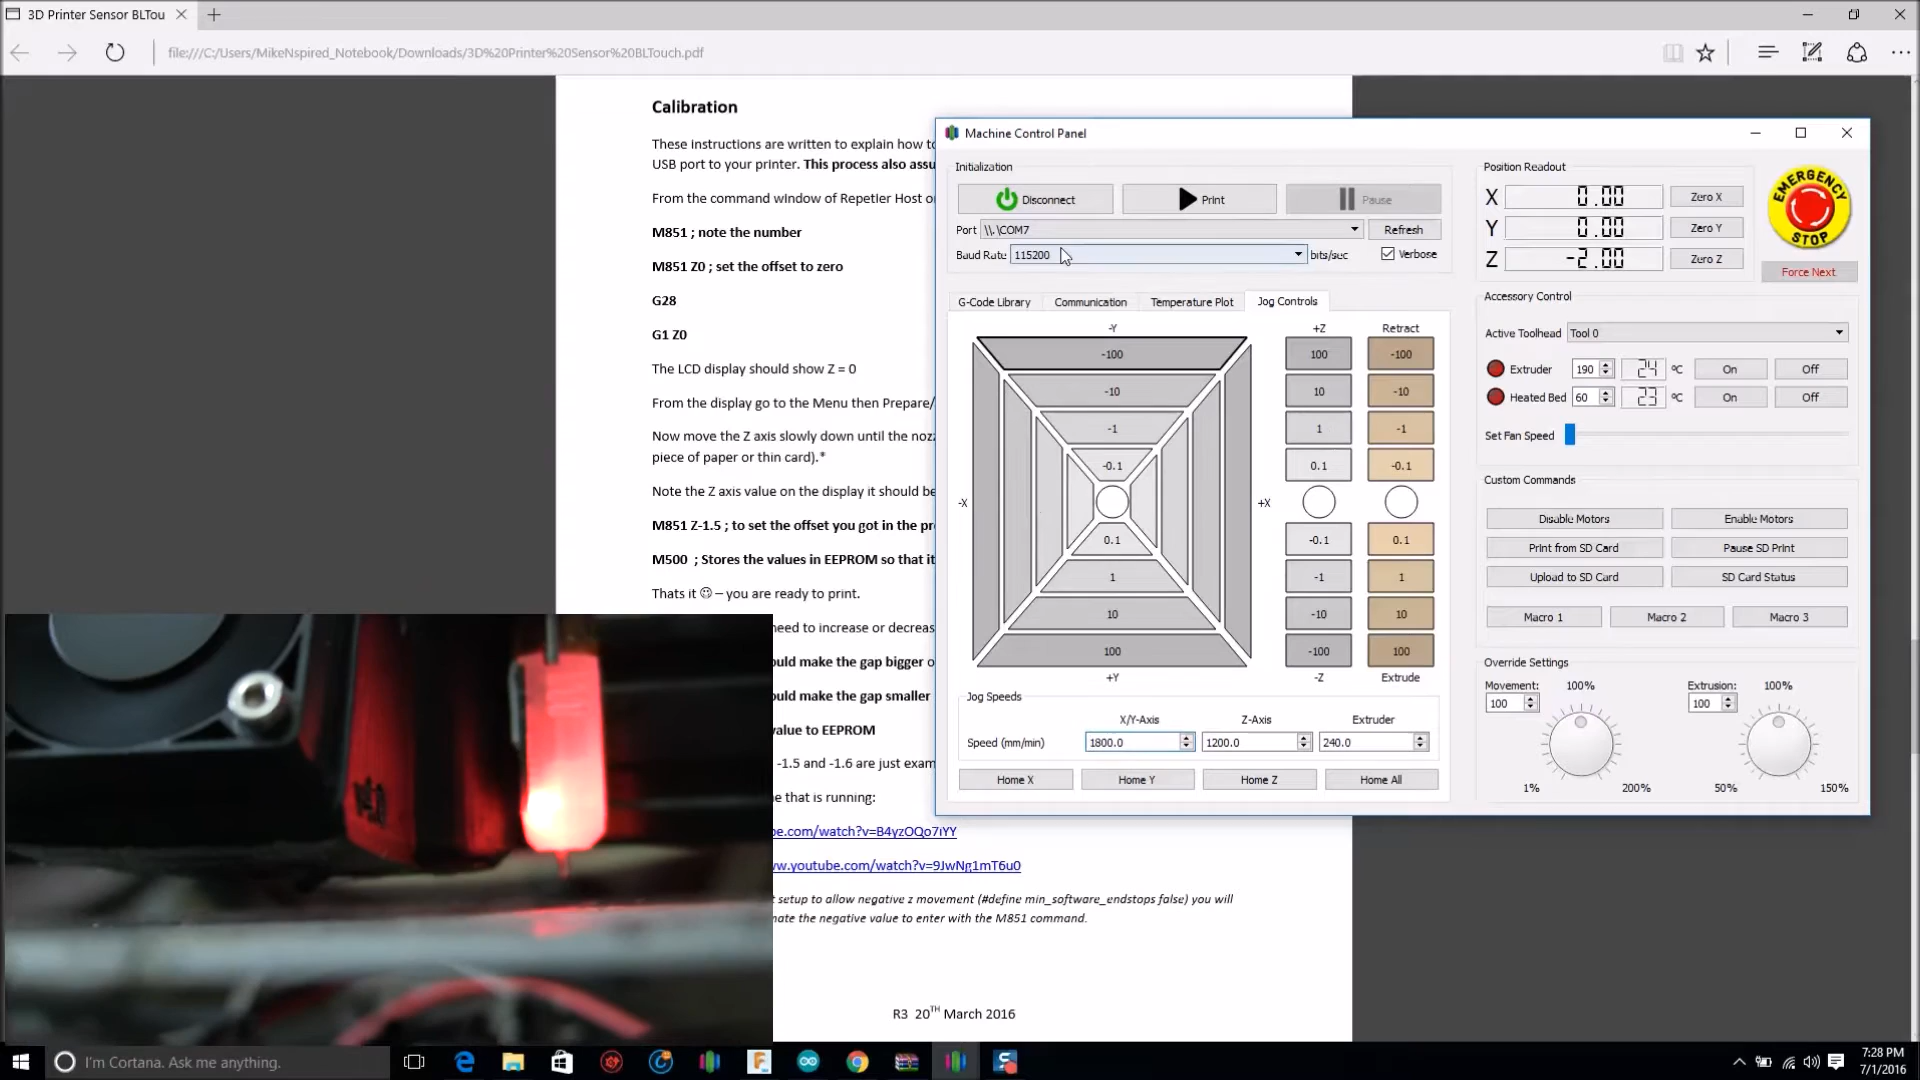 3D Printer Sensor BLTou
file:///C:/Users/MikeNspired_Notebook/Downloads/3D%20Printer%20Sensor%20BLTouch.pdf
Calibration
These instructions are written to explain how to
USB port to your printer. This process also assu
From the command window of Repetier Host or
M851 ; note the number
M851 Z0 ; set the offset to zero
G28
G1 Z0
The LCD display should show Z = 0
From the display go to the Menu then Prepare/
Now move the Z axis slowly down until the nozz
piece of paper or thin card).*
Note the Z axis value on the display it should be
M851 Z-1.5 ; to set the offset you got in the pr
M500 ; Stores the values in EEPROM so that it
Thats it ☺ – you are ready to print.
need to increase or decreas
ould make the gap bigger o
ould make the gap smaller
value to EEPROM
-1.5 and -1.6 are just exam
ne that is running:
be.com/watch?v=B4yzOQo7iYY
ww.youtube.com/watch?v=9JwNg1mT6u0
t setup to allow negative z movement (#define min_software_endstops false) you will
nate the negative value to enter with the M851 command.
R3 20TH March 2016
Machine Control Panel
Initialization
Disconnect
Print
Pause
Port \\.\COM7
Refresh
Baud Rate 115200 bits/sec
Verbose
G-Code Library
Communication
Temperature Plot
Jog Controls
-Y
-100
-10
-1
-0.1
-X
+X
0.1
1
10
100
+Y
+Z
100
10
1
0.1
-0.1
-1
-10
-100
-Z
Retract
-100
-10
-1
-0.1
0.1
1
10
100
Extrude
Jog Speeds
X/Y-Axis Z-Axis Extruder
Speed (mm/min) 1800.0 1200.0 240.0
Home X
Home Y
Home Z
Home All
Position Readout
X 0.00 Zero X
Y 0.00 Zero Y
Z -2.00 Zero Z
EMERGENCY
STOP
Force Next
Accessory Control
Active Toolhead Tool 0
Extruder 190 24 ºC On Off
Heated Bed 60 23 ºC On Off
Set Fan Speed
Custom Commands
Disable Motors
Enable Motors
Print from SD Card
Pause SD Print
Upload to SD Card
SD Card Status
Macro 1
Macro 2
Macro 3
Override Settings
Movement: 100% Extrusion: 100%
100 100
1% 200% 50% 150%
I'm Cortana. Ask me anything.
7:28 PM
7/1/2016